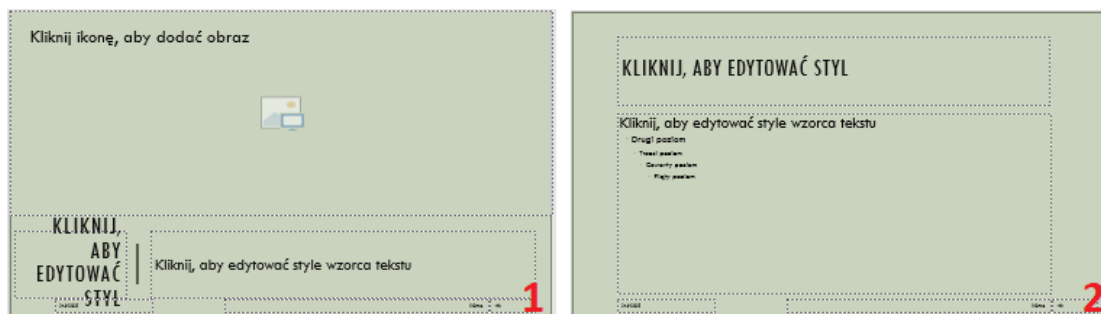 Kliknij ikonę, aby dodać obraz
KLIKNIJ,
ABY
EDYTOWAĆ
STYL
Kliknij, aby edytować style wzorca tekstu
1
KLIKNIJ, ABY EDYTOWAĆ STYL
Kliknij, aby edytować style wzorca tekstu
Drugi poziom
Trzeci poziom
Czwarty poziom
Piąty poziom
2